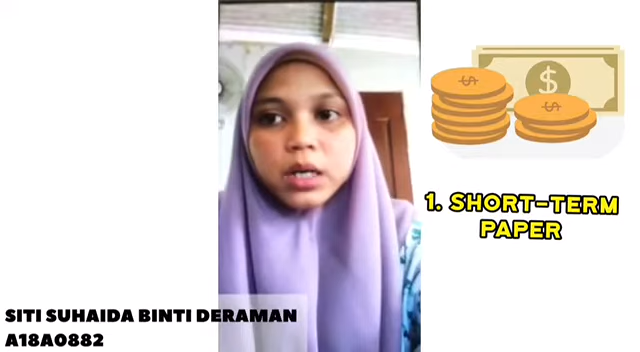 1. SHORT-TERM
PAPER
SITI SUHAIDA BINTI DERAMAN
A18A0882